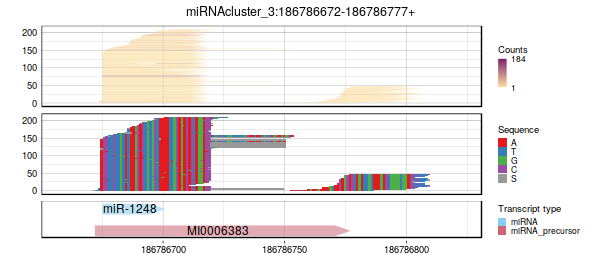 miRNAcluster_3:186786672-186786777+
200
150
100
50
0
Counts
184
1
200
150
100
50
0
Sequence
A
T
G
C
S
miR-1248
MI0006383
Transcript type
miRNA
miRNA_precursor
186786700
186786750
186786800